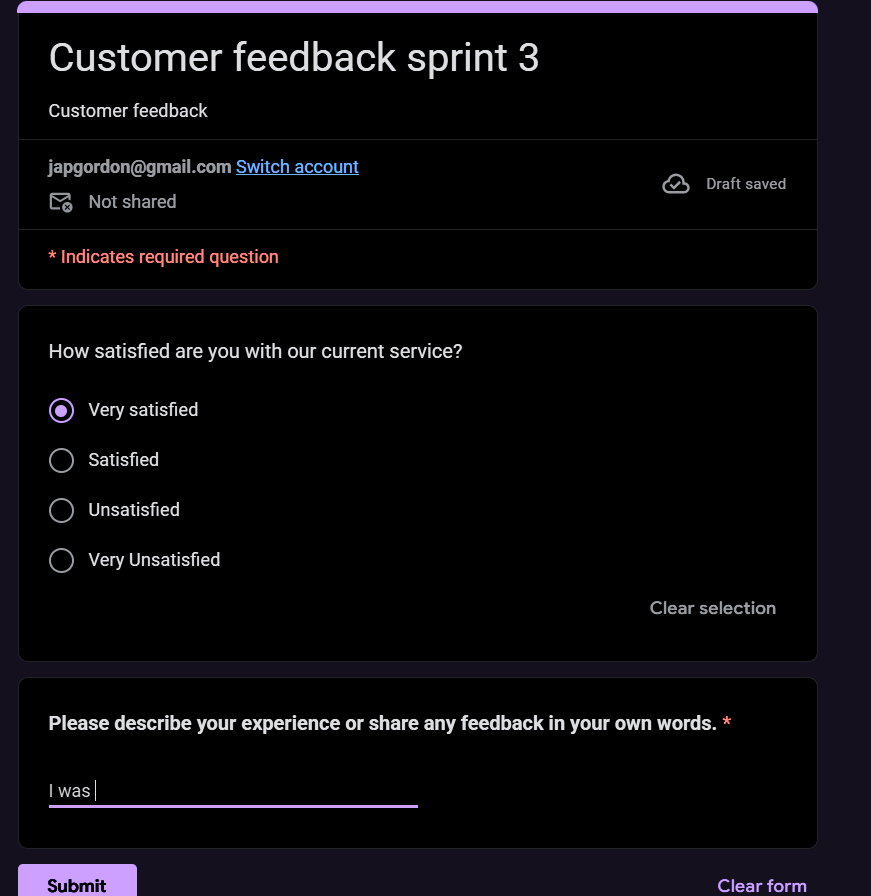 Customer feedback sprint 3
Customer feedback
japgordon@gmail.com Switch account
Not shared
Draft saved
* Indicates required question
How satisfied are you with our current service?
Very satisfied
Satisfied
Unsatisfied
Very Unsatisfied
Clear selection
Please describe your experience or share any feedback in your own words. *
I was
Submit
Clear form